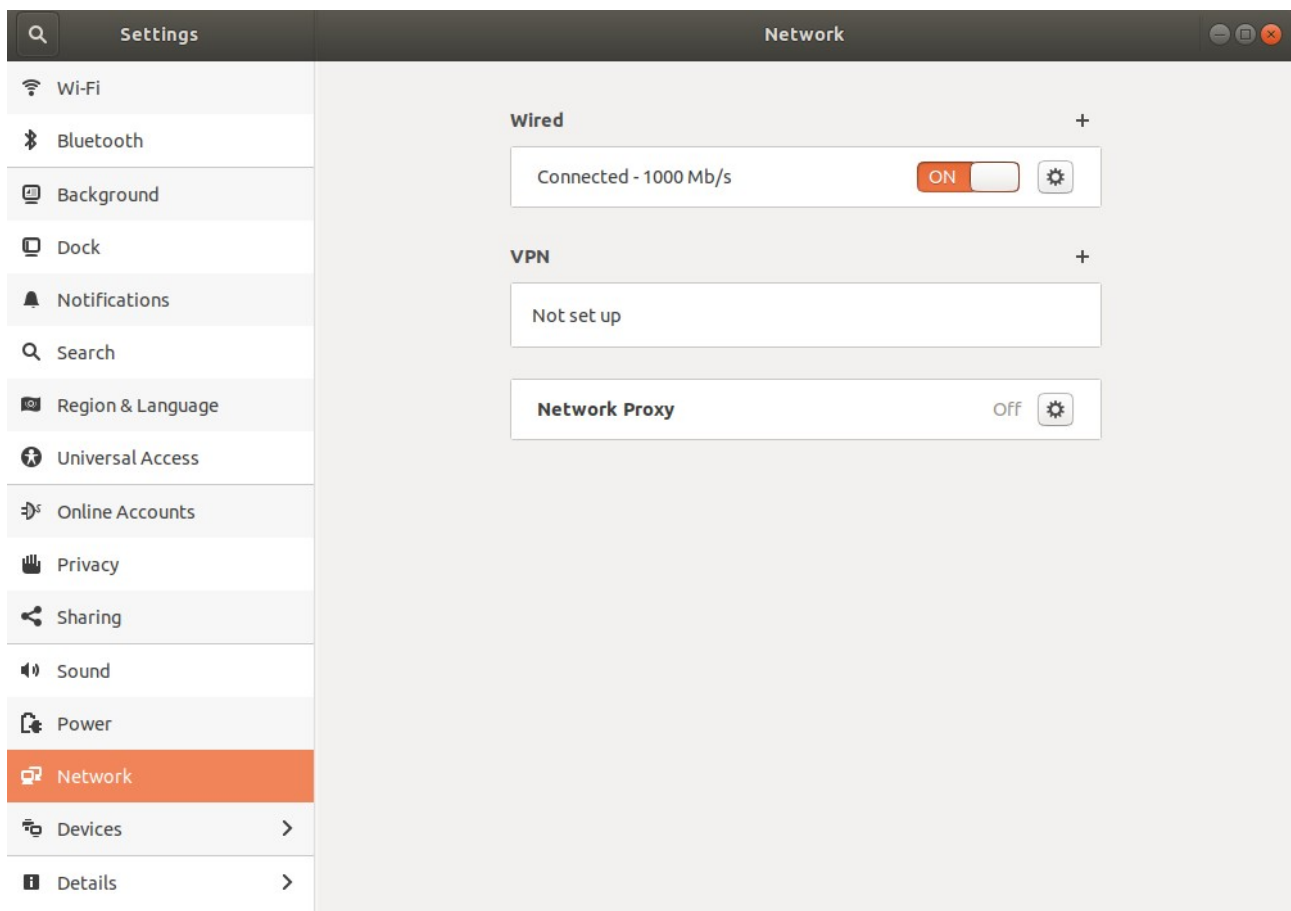 Settings
Network
Wi-Fi
Bluetooth
Background
Dock
Notifications
Search
Region & Language
Universal Access
Online Accounts
Privacy
Sharing
Sound
Power
Network
Devices
Details
Wired
+
Connected - 1000 Mb/s
ON
VPN
+
Not set up
Network Proxy
Off